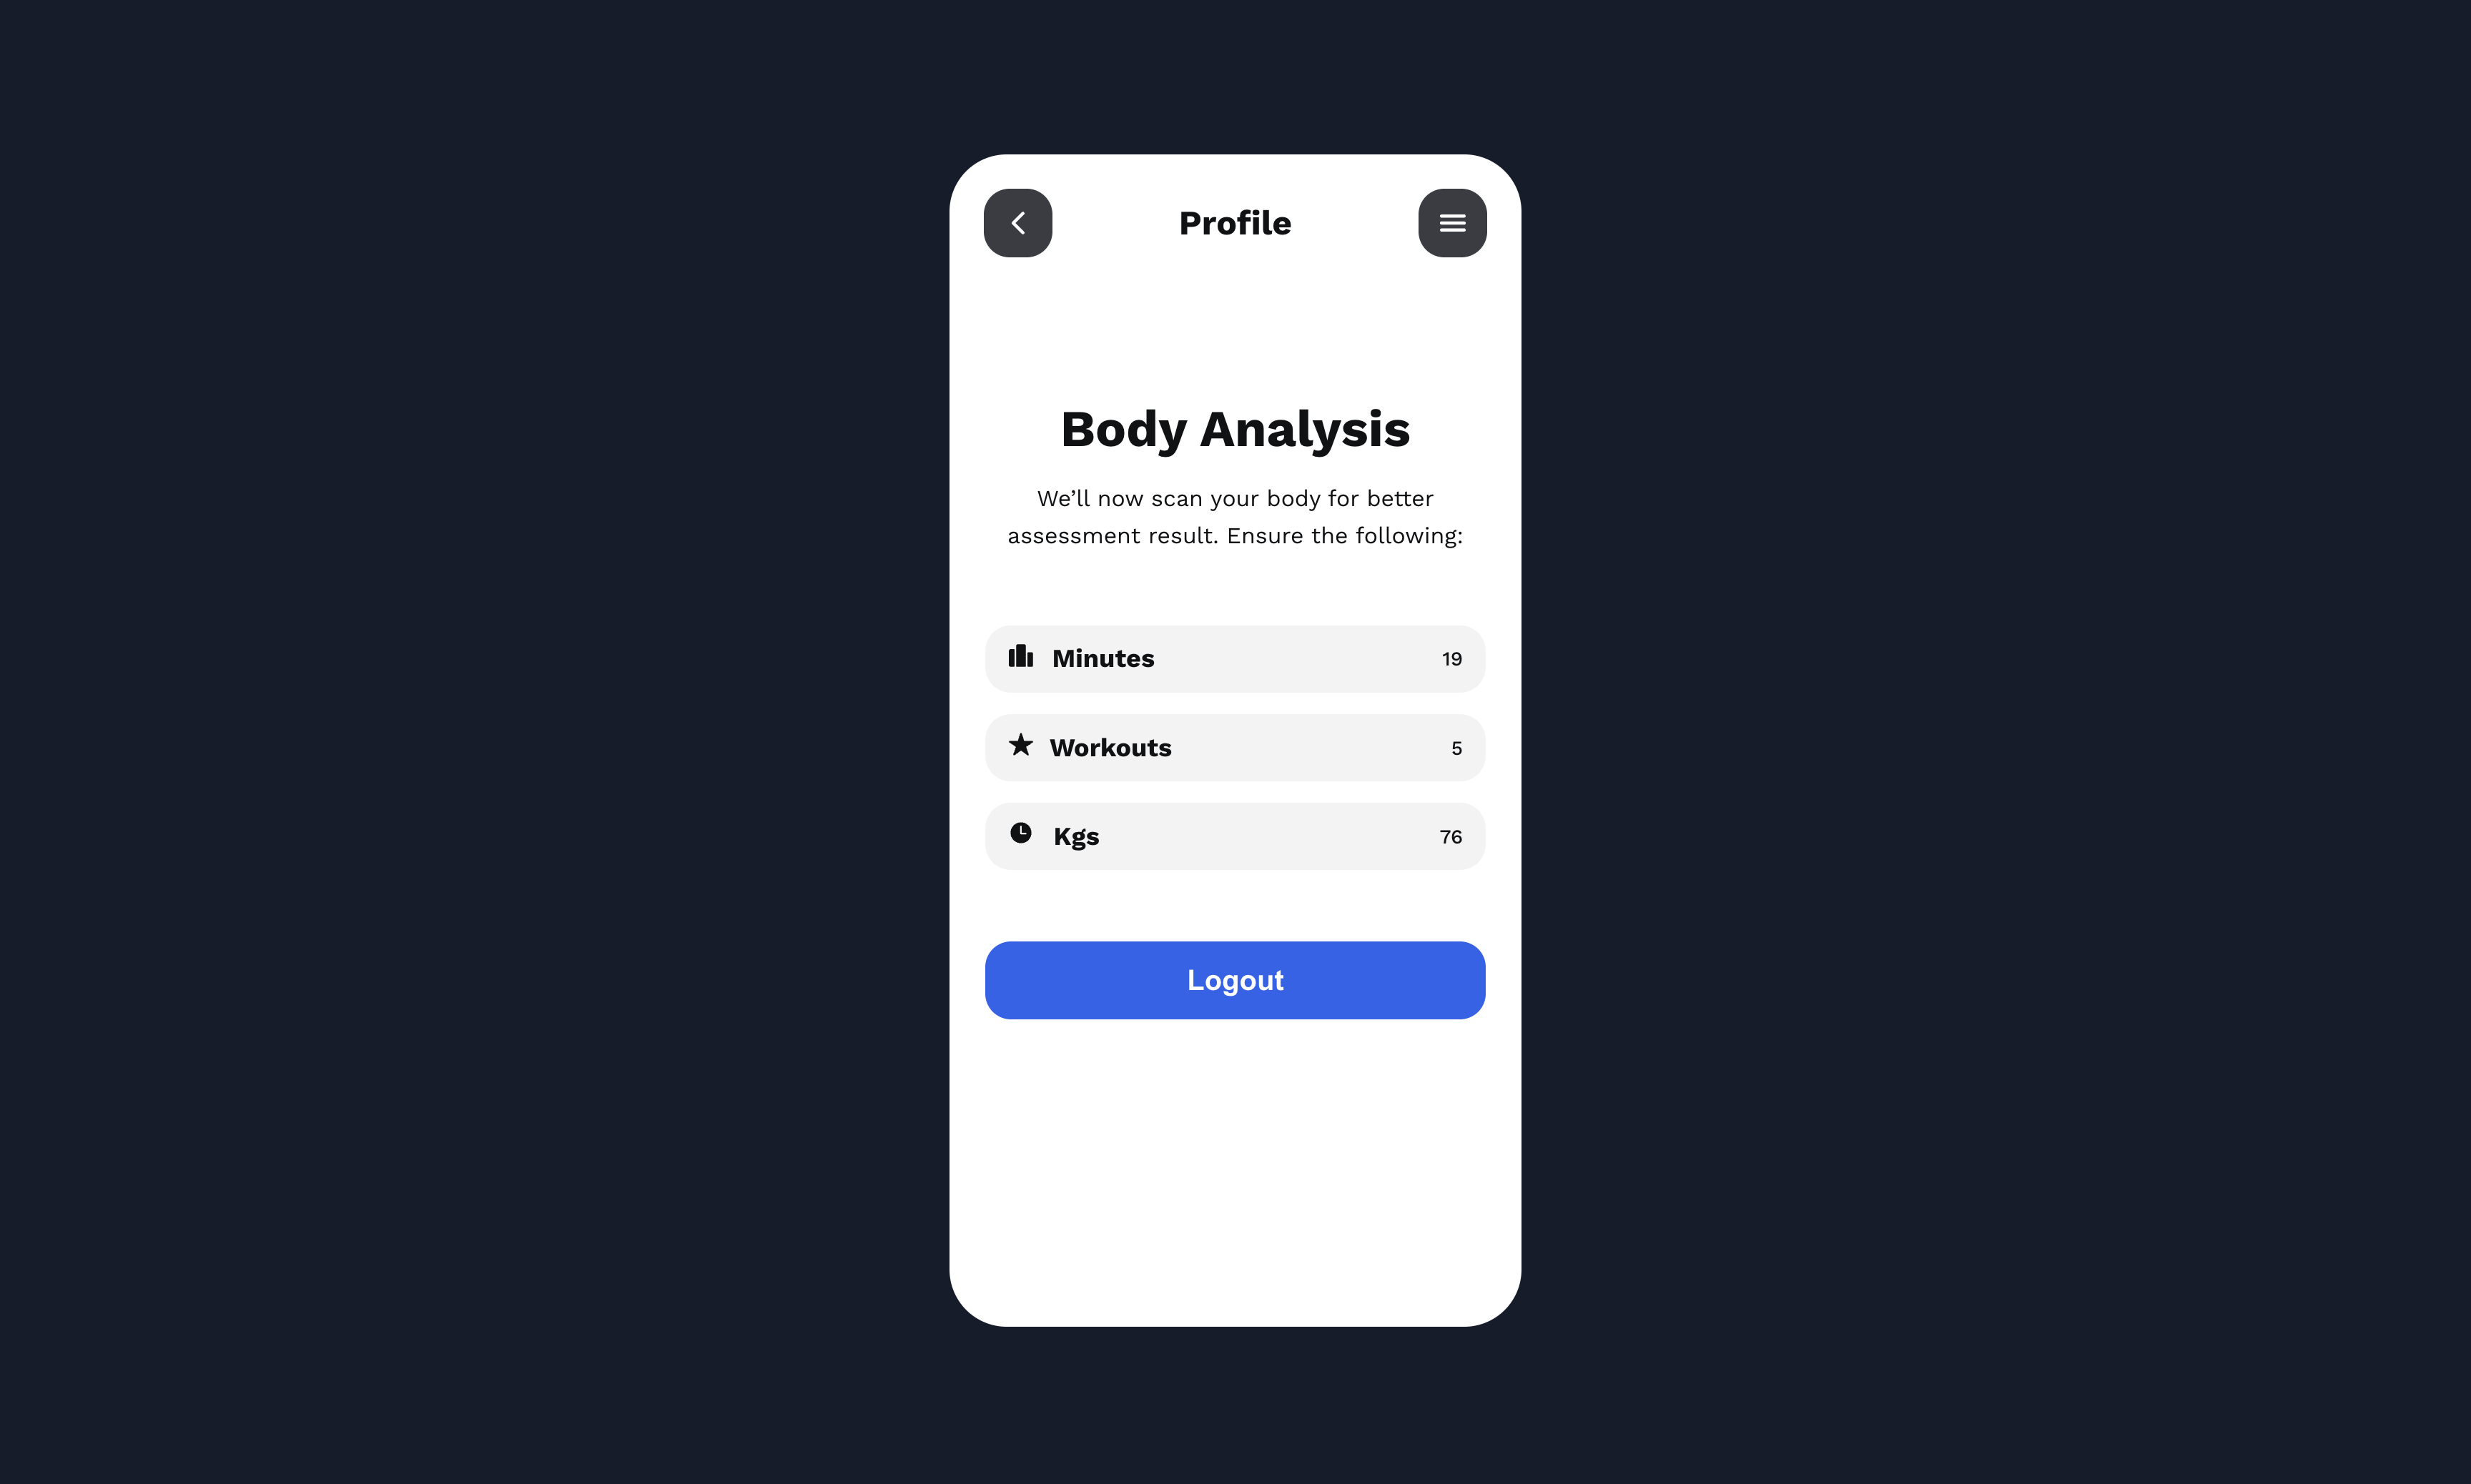 Profile
Body Analysis
We’ll now scan your body for better
assessment result. Ensure the following:
Minutes 19
Workouts 5
Kgs 76
Logout